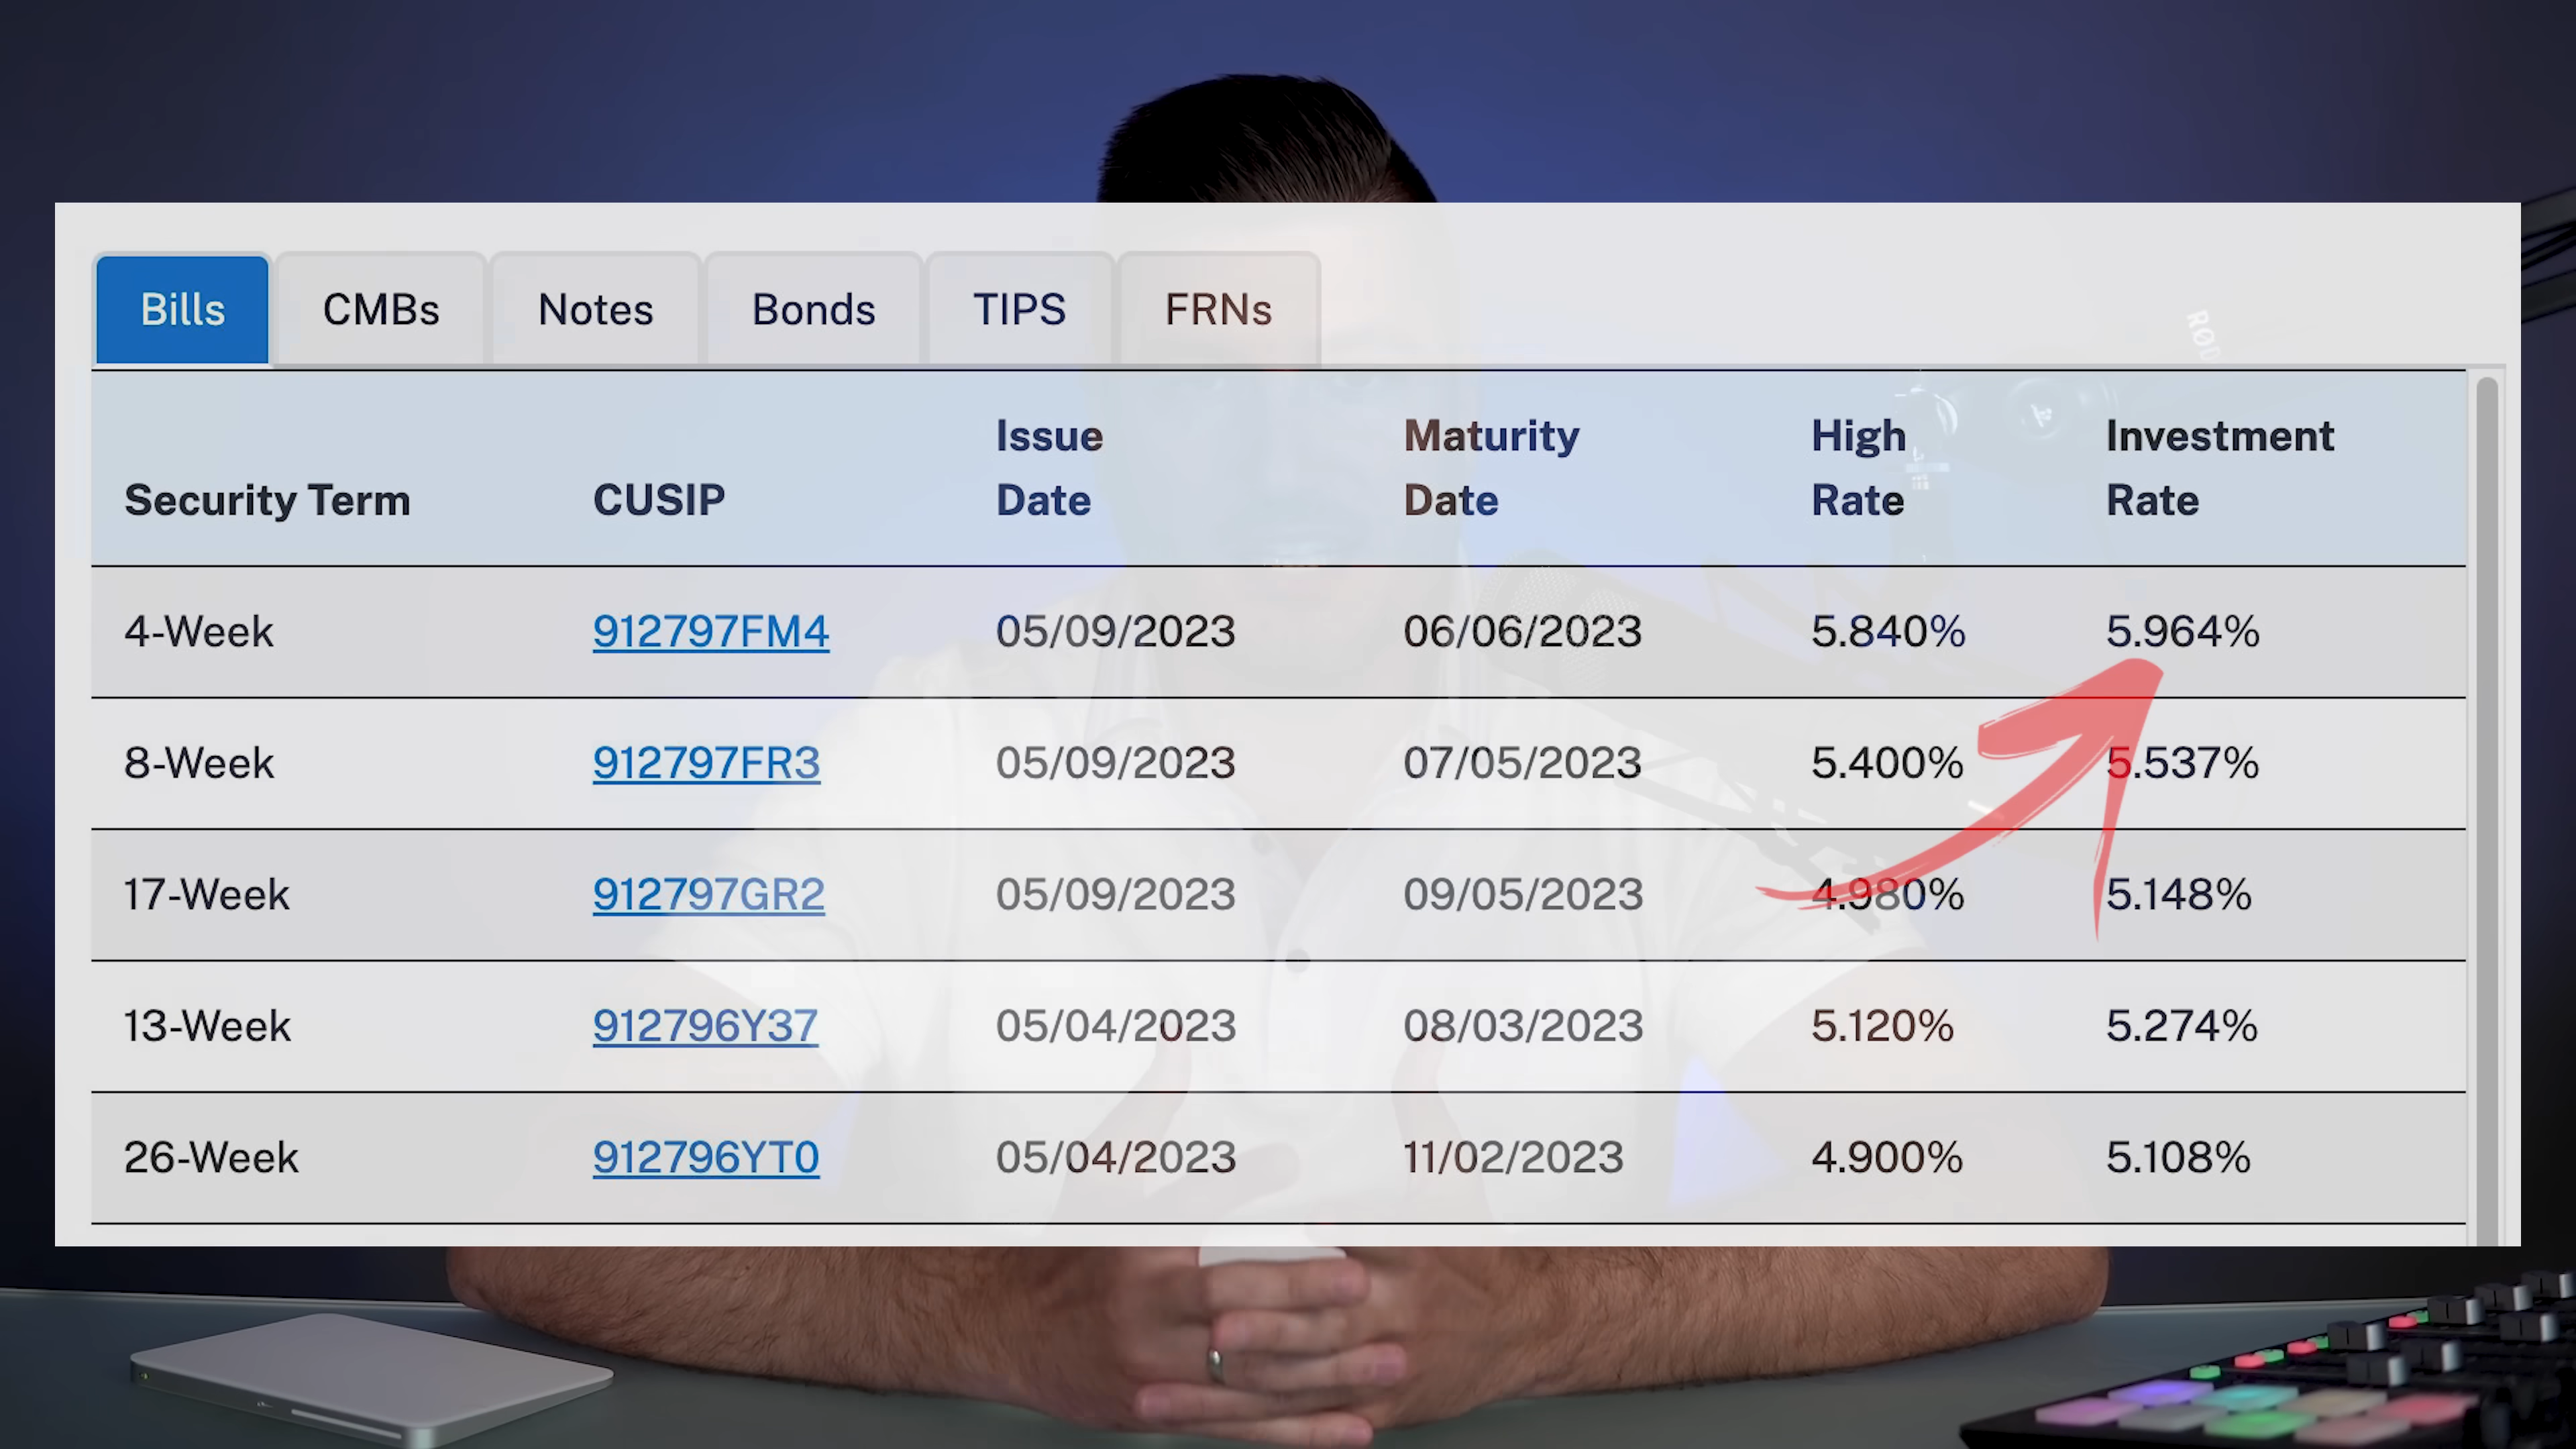 Bills CMBs Notes Bonds TIPS FRNs
Security Term CUSIP Issue Date Maturity Date High Rate Investment Rate
4-Week 912797FM4 05/09/2023 06/06/2023 5.840% 5.964%
8-Week 912797FR3 05/09/2023 07/05/2023 5.400% 5.537%
17-Week 912797GR2 05/09/2023 09/05/2023 4.980% 5.148%
13-Week 912796Y37 05/04/2023 08/03/2023 5.120% 5.274%
26-Week 912796YT0 05/04/2023 11/02/2023 4.900% 5.108%